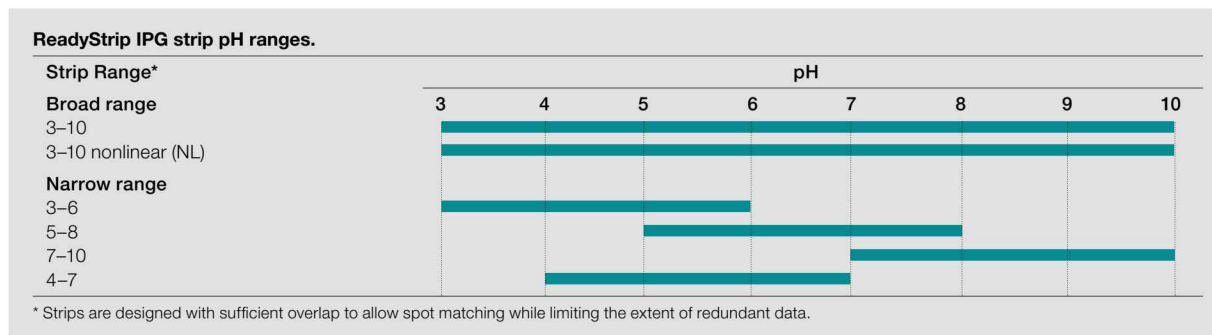 ReadyStrip IPG strip pH ranges.
Strip Range* pH
Broad range 3 4 5 6 7 8 9 10
3–10
3–10 nonlinear (NL)
Narrow range
3–6
5–8
7–10
4–7
* Strips are designed with sufficient overlap to allow spot matching while limiting the extent of redundant data.